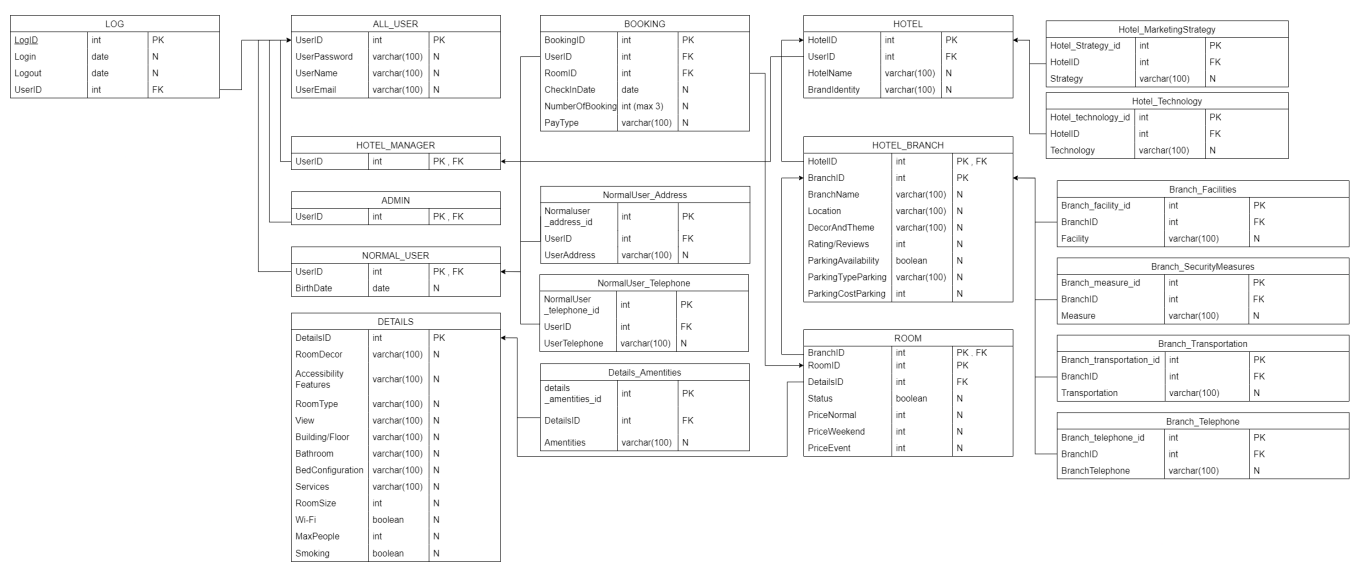 LOG
LogID int PK
Login date N
Logout date N
UserID int FK
ALL_USER
UserID int PK
UserPassword varchar(100) N
UserName varchar(100) N
UserEmail varchar(100) N
HOTEL_MANAGER
UserID int PK , FK
ADMIN
UserID int PK , FK
NORMAL_USER
UserID int PK , FK
BirthDate date N
DETAILS
DetailsID int PK
RoomDecor varchar(100) N
Accessibility
Features varchar(100) N
RoomType varchar(100) N
View varchar(100) N
Building/Floor varchar(100) N
Bathroom varchar(100) N
BedConfiguration varchar(100) N
Services varchar(100) N
RoomSize int N
Wi-Fi boolean N
MaxPeople int N
Smoking boolean N
BOOKING
BookingID int PK
UserID int FK
RoomID int FK
CheckInDate date N
NumberOfBooking int (max 3) N
PayType varchar(100) N
NormalUser_Address
Normaluser
_address_id int PK
UserID int FK
UserAddress varchar(100) N
NormalUser_Telephone
NormalUser
_telephone_id int PK
UserID int FK
UserTelephone varchar(100) N
Details_Amentities
details
_amentities_id int PK
DetailsID int FK
Amentities varchar(100) N
HOTEL
HotelID int PK
UserID int FK
HotelName varchar(100) N
BrandIdentity varchar(100) N
HOTEL_BRANCH
HotelID int PK , FK
BranchID int PK
BranchName varchar(100) N
Location varchar(100) N
DecorAndTheme varchar(100) N
Rating/Reviews int N
ParkingAvailability boolean N
ParkingTypeParking varchar(100) N
ParkingCostParking int N
ROOM
BranchID int PK , FK
RoomID int PK
DetailsID int FK
Status boolean N
PriceNormal int N
PriceWeekend int N
PriceEvent int N
Hotel_MarketingStrategy
Hotel_Strategy_id int PK
HotelID int FK
Strategy varchar(100) N
Hotel_Technology
Hotel_technology_id int PK
HotelID int FK
Technology varchar(100) N
Branch_Facilities
Branch_facility_id int PK
BranchID int FK
Facility varchar(100) N
Branch_SecurityMeasures
Branch_measure_id int PK
BranchID int FK
Measure varchar(100) N
Branch_Transportation
Branch_transportation_id int PK
BranchID int FK
Transportation varchar(100) N
Branch_Telephone
Branch_telephone_id int PK
BranchID int FK
BranchTelephone varchar(100) N